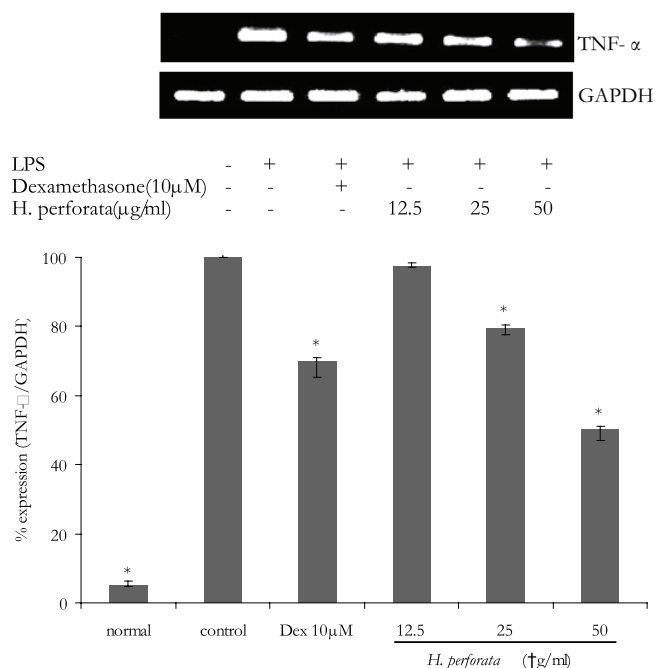 TNF- α
GAPDH
LPS - + + + + +
Dexamethasone(10µM) - - + - - -
H. perforata(µg/ml) - - - 12.5 25 50
100
80
60
40
20
0
% expression (TNF-□/GAPDH)
*
*
*
*
normal control Dex 10µM 12.5 25 50
H. perforata (†g/ml)